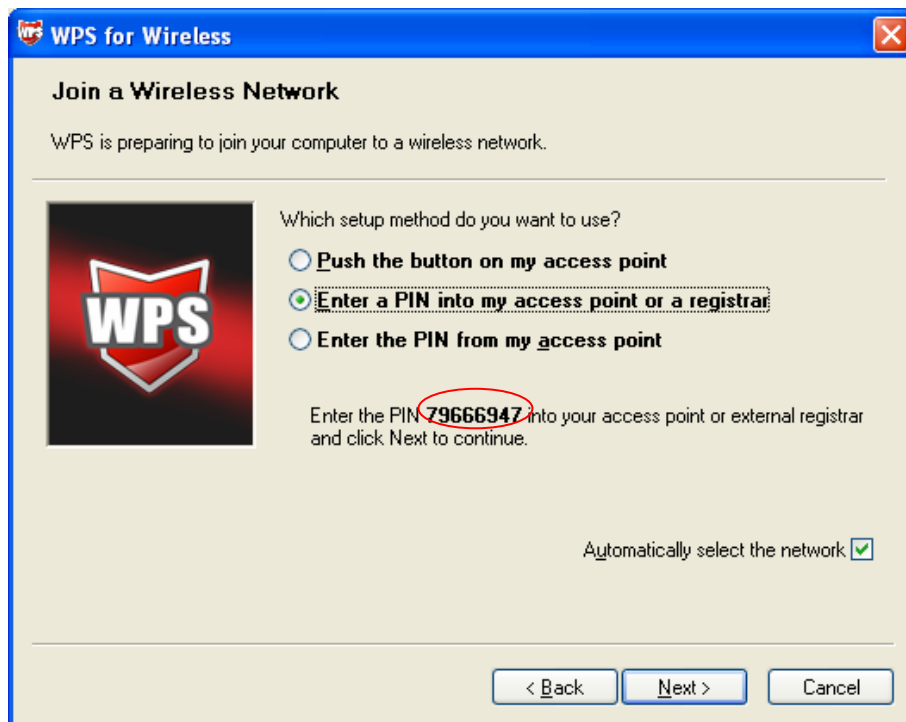 WPS WPS for Wireless
Join a Wireless Network
WPS is preparing to join your computer to a wireless network.
WPS
Which setup method do you want to use?
Push the button on my access point
Enter a PIN into my access point or a registrar
Enter the PIN from my access point
Enter the PIN 79666947 into your access point or external registrar
and click Next to continue.
Automatically select the network
< Back
Next >
Cancel